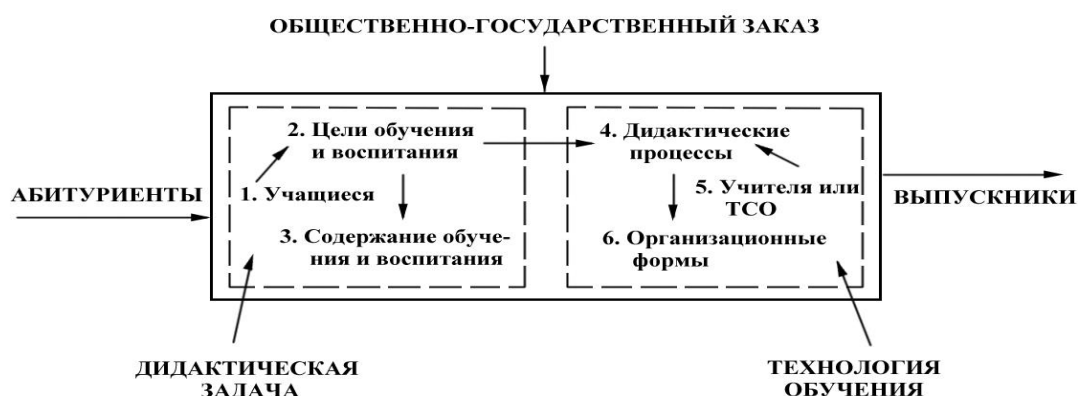 ОБЩЕСТВЕННО-ГОСУДАРСТВЕННЫЙ ЗАКАЗ
АБИТУРИЕНТЫ
2. Цели обучения
и воспитания
1. Учащиеся
3. Содержание обуче-
ния и воспитания
4. Дидактические
процессы
5. Учителя или
ТСО
6. Организационные
формы
ВЫПУСКНИКИ
ДИДАКТИЧЕСКАЯ
ЗАДАЧА
ТЕХНОЛОГИЯ
ОБУЧЕНИЯ